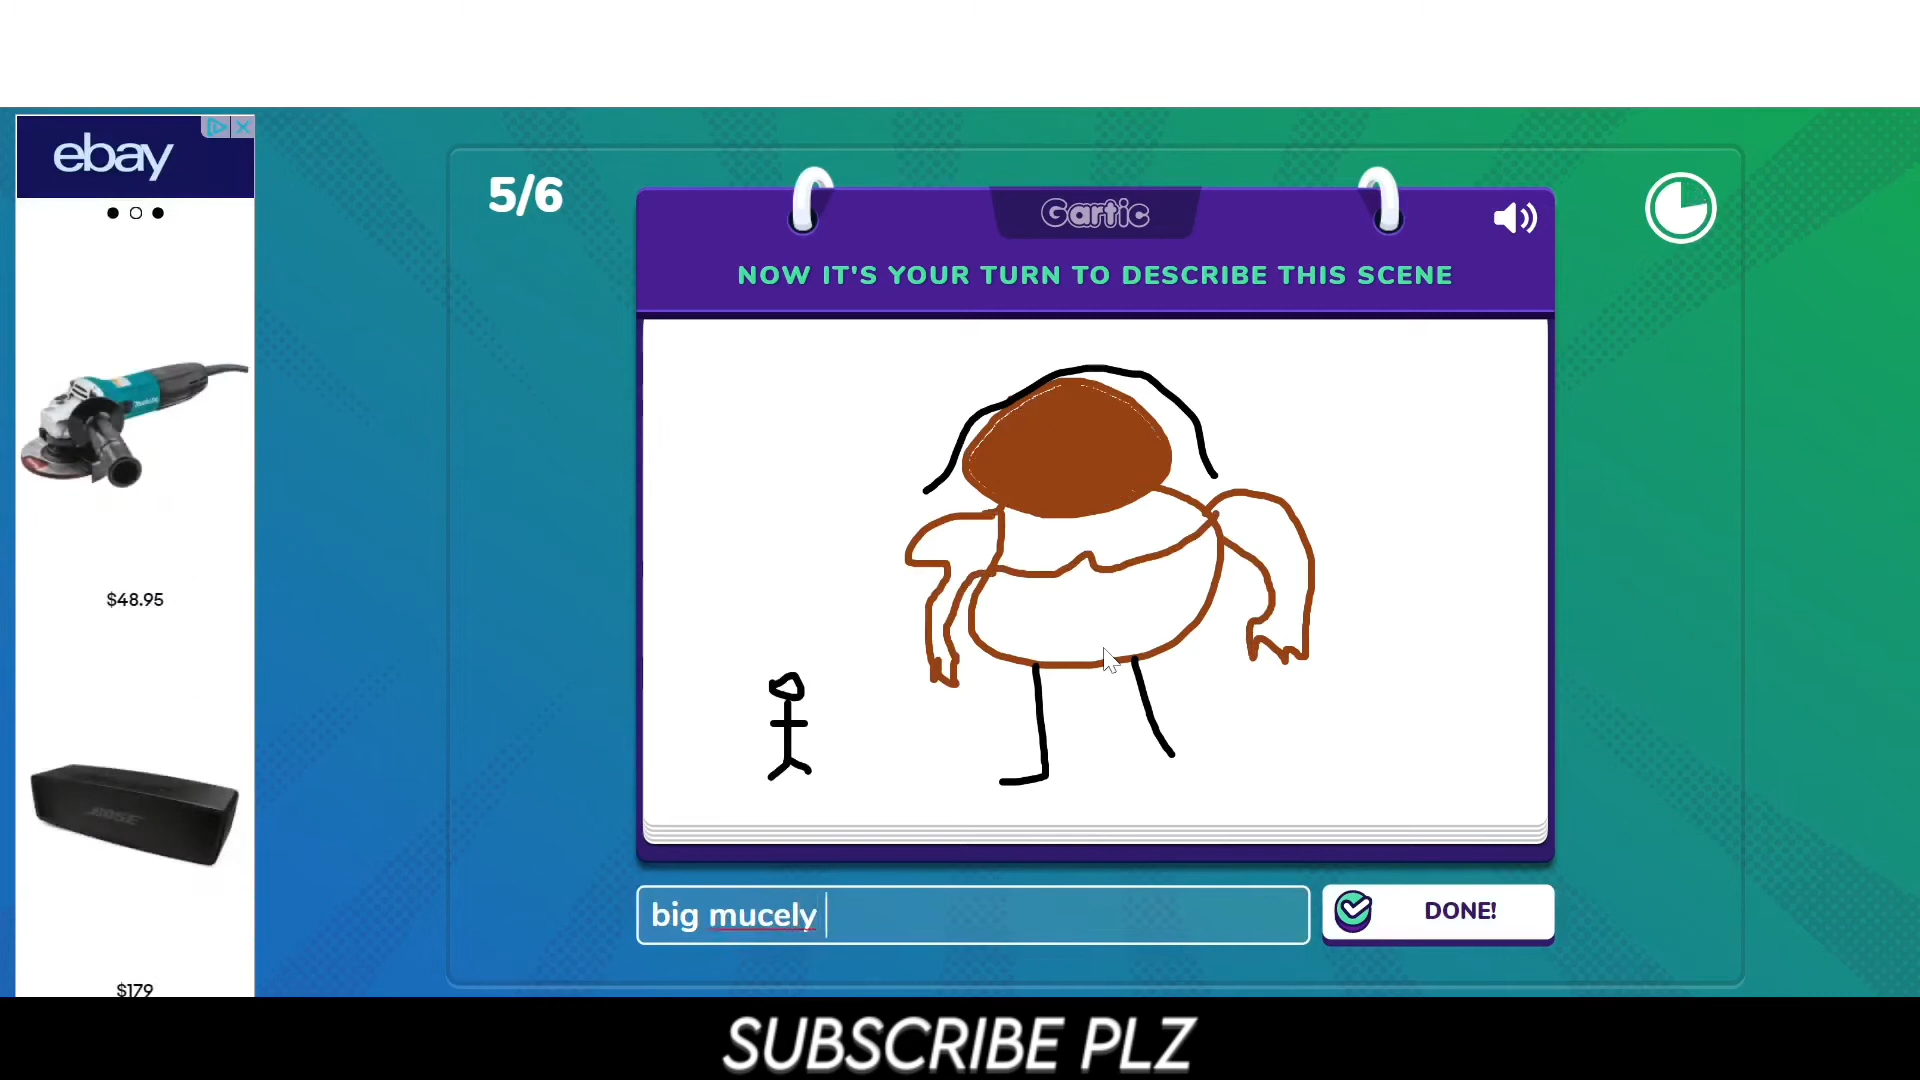 ebay
5/6
Gartic
NOW IT'S YOUR TURN TO DESCRIBE THIS SCENE
$48.95
BOSE
$179
big mucely
DONE!
SUBSCRIBE PLZ